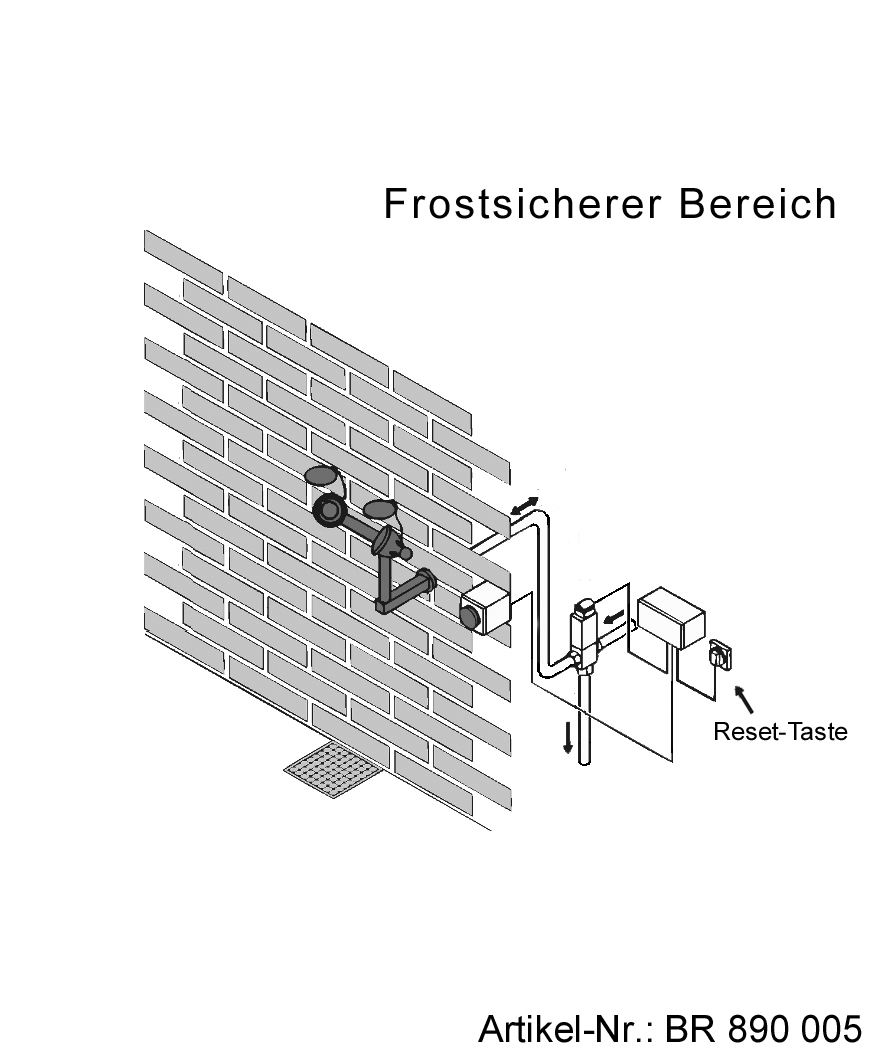 Frostsicherer Bereich
Reset-Taste
Artikel-Nr.: BR 890 005